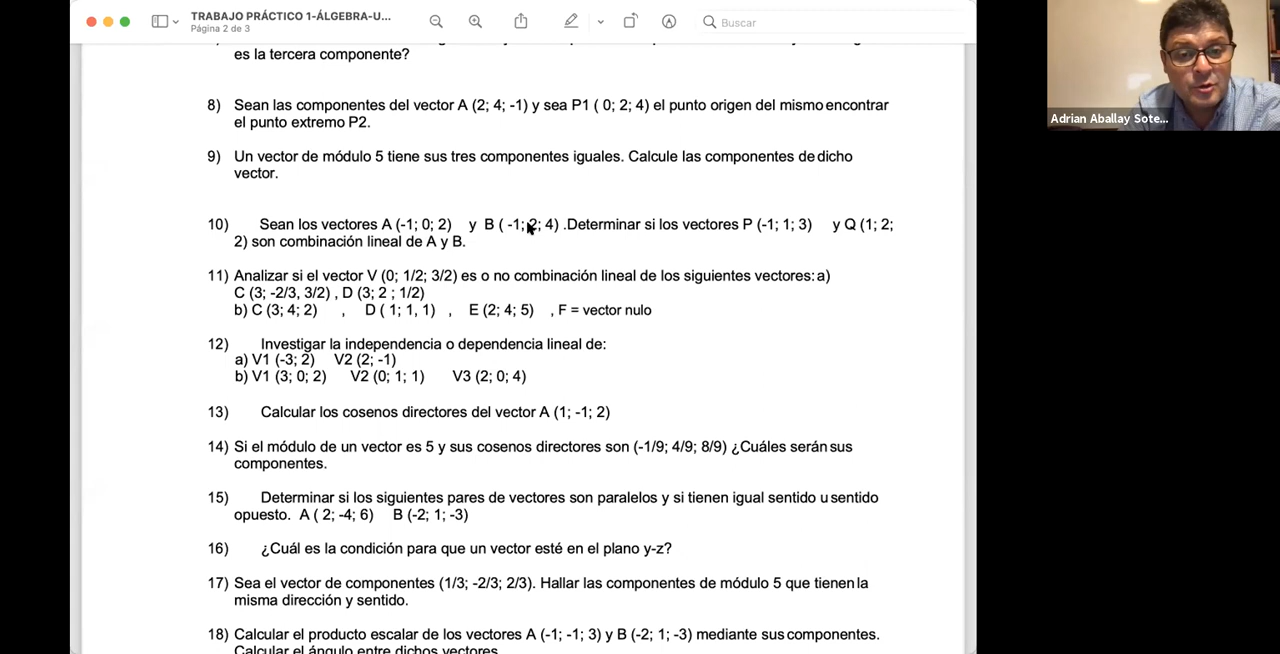 TRABAJO PRÁCTICO 1-ÁLGEBRA-U...
Página 2 de 3
Buscar
Adrian Aballay Sote...
es la tercera componente?
8) Sean las componentes del vector A (2; 4; -1) y sea P1 ( 0; 2; 4) el punto origen del mismo encontrar
el punto extremo P2.
9) Un vector de módulo 5 tiene sus tres componentes iguales. Calcule las componentes de dicho
vector.
10) Sean los vectores A (-1; 0; 2) y B ( -1; 2; 4) .Determinar si los vectores P (-1; 1; 3) y Q (1; 2;
2) son combinación lineal de A y B.
11) Analizar si el vector V (0; 1/2; 3/2) es o no combinación lineal de los siguientes vectores: a)
C (3; -2/3, 3/2) , D (3; 2 ; 1/2)
b) C (3; 4; 2) , D ( 1; 1, 1) , E (2; 4; 5) , F = vector nulo
12) Investigar la independencia o dependencia lineal de:
a) V1 (-3; 2) V2 (2; -1)
b) V1 (3; 0; 2) V2 (0; 1; 1) V3 (2; 0; 4)
13) Calcular los cosenos directores del vector A (1; -1; 2)
14) Si el módulo de un vector es 5 y sus cosenos directores son (-1/9; 4/9; 8/9) ¿Cuáles serán sus
componentes.
15) Determinar si los siguientes pares de vectores son paralelos y si tienen igual sentido u sentido
opuesto. A ( 2; -4; 6) B (-2; 1; -3)
16) ¿Cuál es la condición para que un vector esté en el plano y-z?
17) Sea el vector de componentes (1/3; -2/3; 2/3). Hallar las componentes de módulo 5 que tienen la
misma dirección y sentido.
18) Calcular el producto escalar de los vectores A (-1; -1; 3) y B (-2; 1; -3) mediante sus componentes.
Calcular el ángulo entre dichos vectores